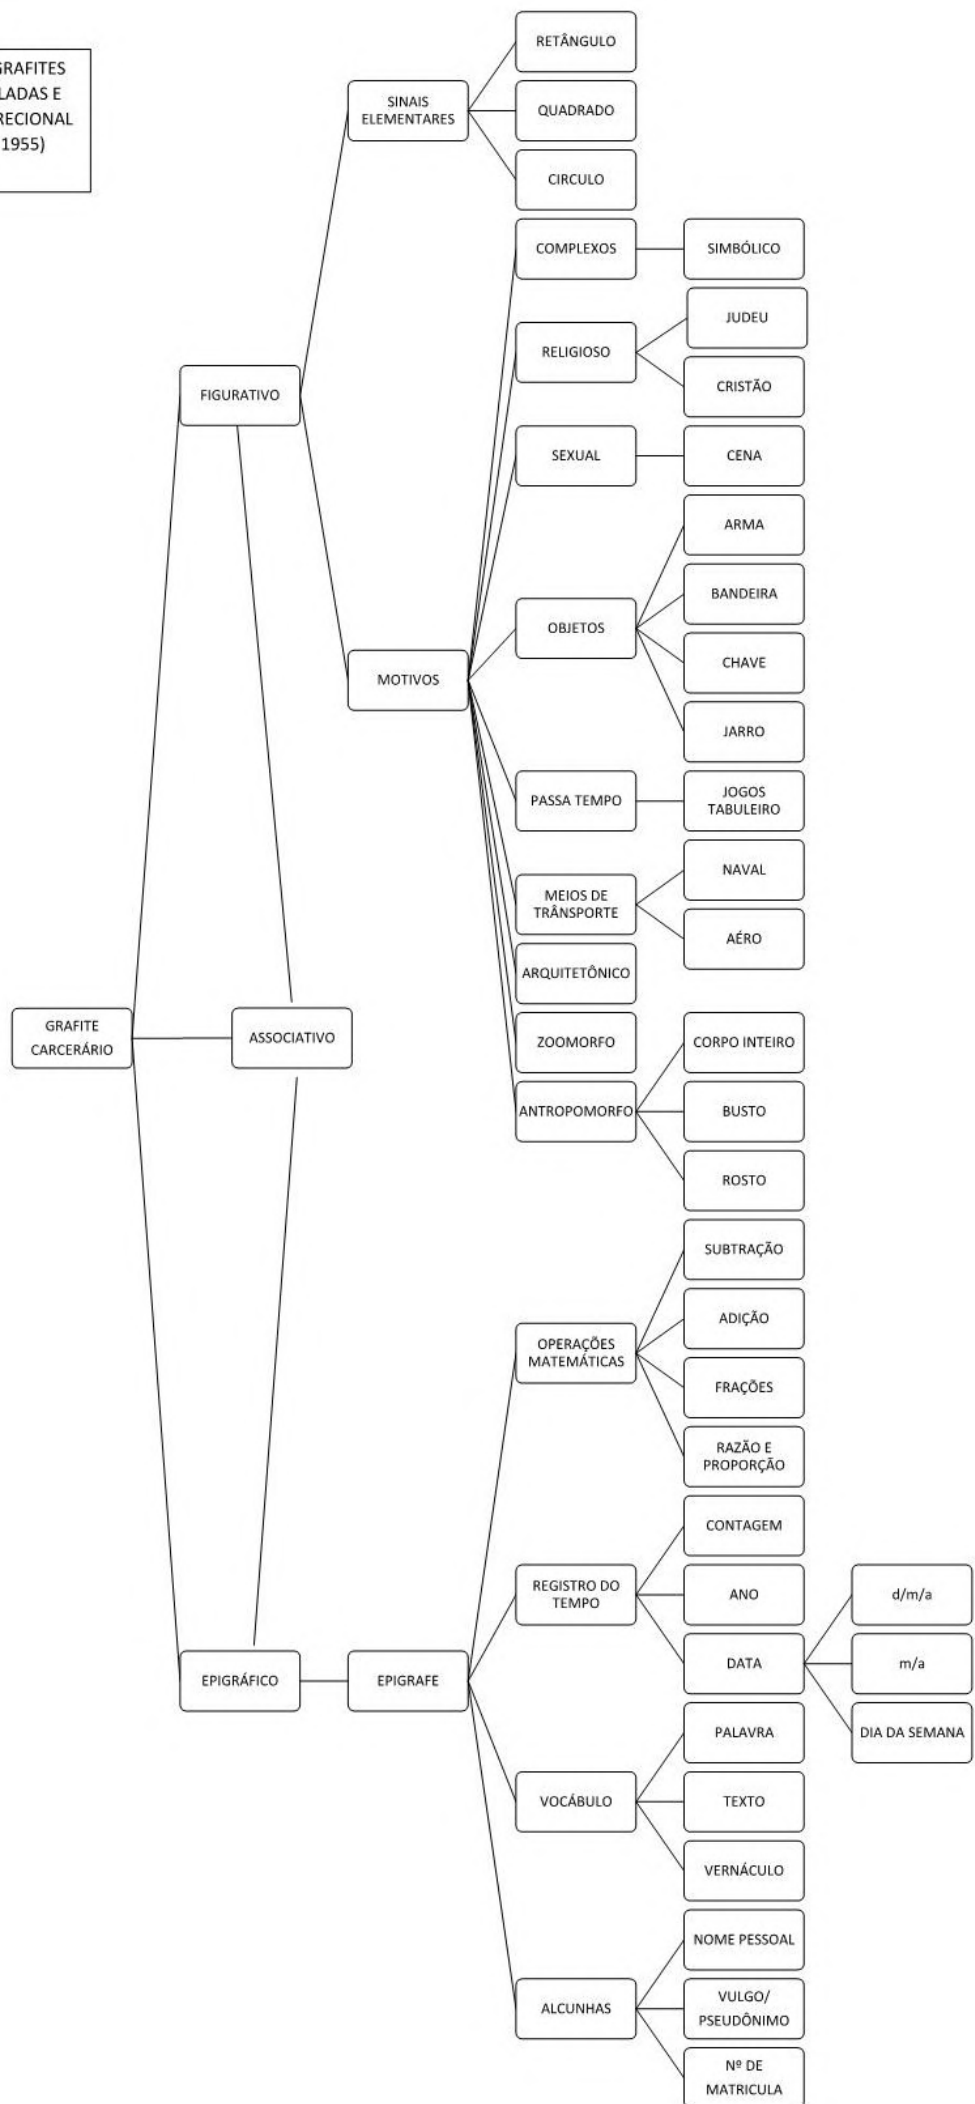 GRAFITES
LADAS E
RECIONAL
1955)
RETÂNGULO
SINAIS
ELEMENTARES
QUADRADO
CIRCULO
COMPLEXOS
SIMBÓLICO
JUDEU
RELIGIOSO
CRISTÃO
FIGURATIVO
SEXUAL
CENA
ARMA
BANDEIRA
OBJETOS
CHAVE
MOTIVOS
JARRO
PASSA TEMPO
JOGOS
TABULEIRO
NAVAL
MEIOS DE
TRÂNSPORTE
AÉRO
ARQUITETÔNICO
GRAFITE
CARCERÁRIO
ASSOCIATIVO
ZOOMORFO
CORPO INTEIRO
ANTROPOMORFO
BUSTO
ROSTO
SUBTRAÇÃO
ADIÇÃO
OPERAÇÕES
MATEMÁTICAS
FRAÇÕES
RAZÃO E
PROPORÇÃO
CONTAGEM
REGISTRO DO
TEMPO
ANO
d/m/a
DATA
m/a
DIA DA SEMANA
EPIGRÁFICO
EPIGRAFE
PALAVRA
VOCÁBULO
TEXTO
VERNÁCULO
NOME PESSOAL
ALCUNHAS
VULGO/
PSEUDÔNIMO
Nº DE
MATRICULA